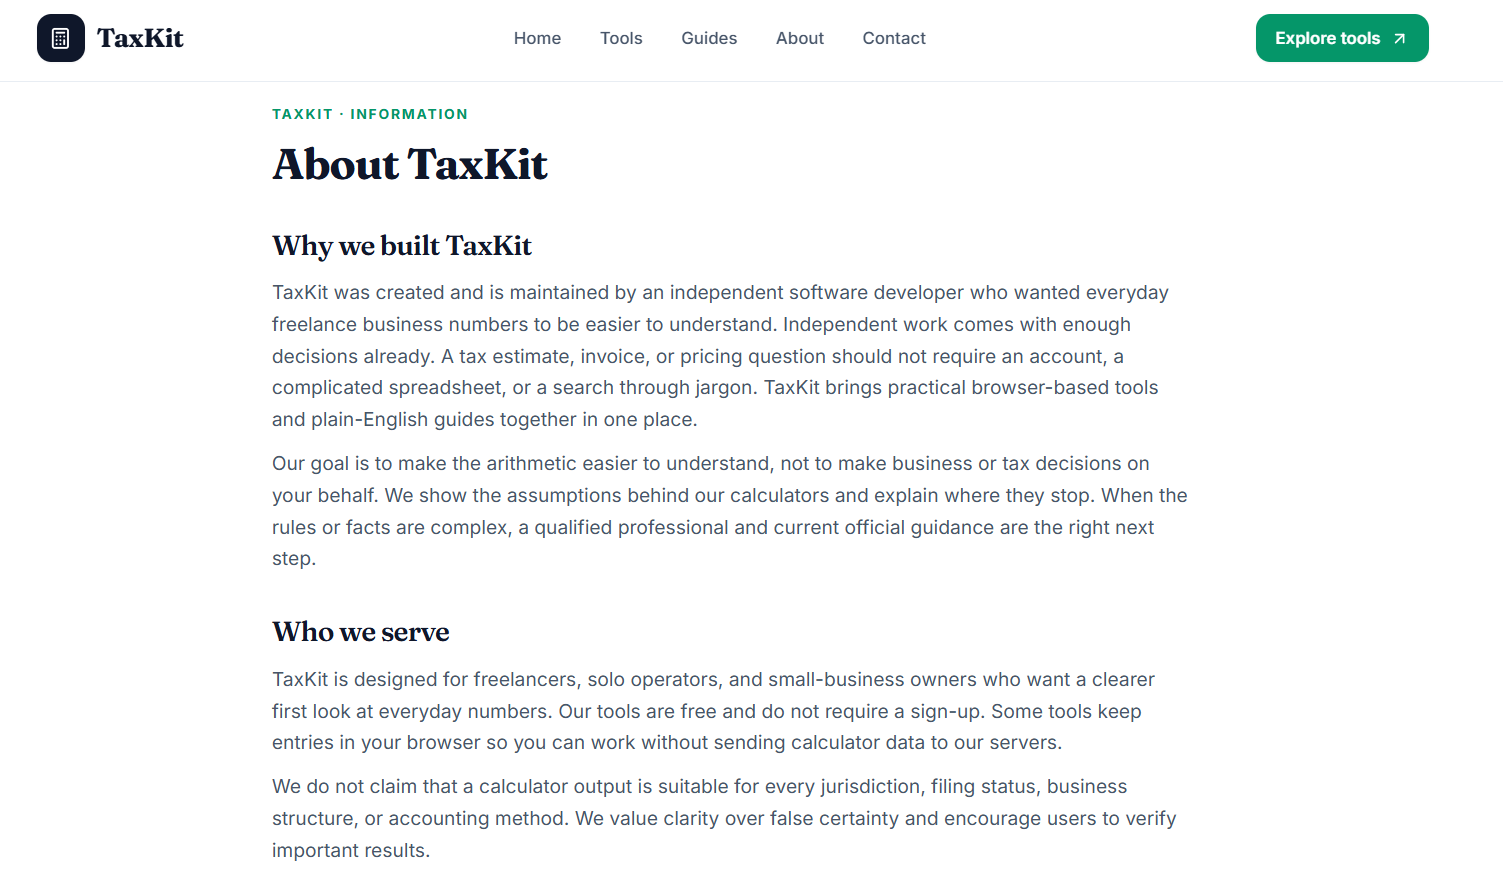 TaxKit
Home Tools Guides About Contact
Explore tools
TAXKIT · INFORMATION
About TaxKit
Why we built TaxKit
TaxKit was created and is maintained by an independent software developer who wanted everyday
freelance business numbers to be easier to understand. Independent work comes with enough
decisions already. A tax estimate, invoice, or pricing question should not require an account, a
complicated spreadsheet, or a search through jargon. TaxKit brings practical browser-based tools
and plain-English guides together in one place.
Our goal is to make the arithmetic easier to understand, not to make business or tax decisions on
your behalf. We show the assumptions behind our calculators and explain where they stop. When the
rules or facts are complex, a qualified professional and current official guidance are the right next
step.
Who we serve
TaxKit is designed for freelancers, solo operators, and small-business owners who want a clearer
first look at everyday numbers. Our tools are free and do not require a sign-up. Some tools keep
entries in your browser so you can work without sending calculator data to our servers.
We do not claim that a calculator output is suitable for every jurisdiction, filing status, business
structure, or accounting method. We value clarity over false certainty and encourage users to verify
important results.